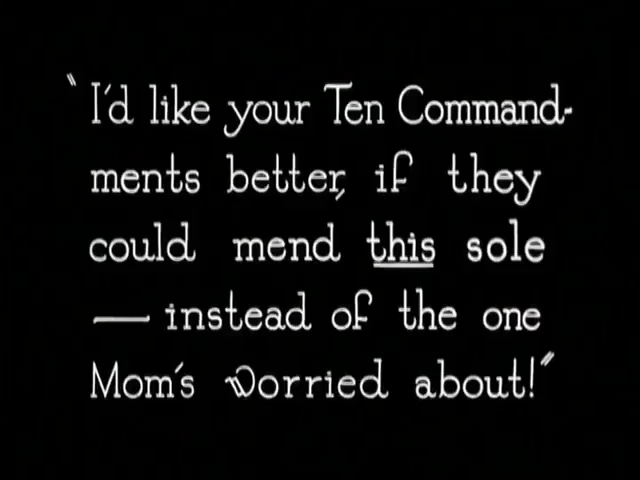 "I'd like your Ten Command-
ments better, if they
could mend this sole
— instead of the one
Mom's worried about!"